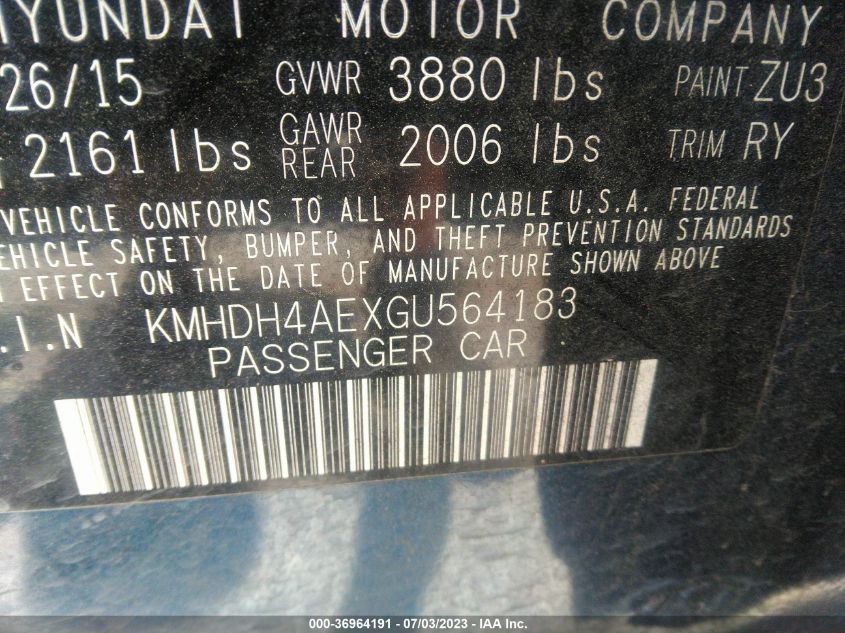 HYUNDAI MOTOR COMPANY
26/15 GVWR 3880 lbs PAINT ZU3
2161 lbs GAWR REAR 2006 lbs TRIM RY
VEHICLE CONFORMS TO ALL APPLICABLE U.S.A. FEDERAL
EHICLE SAFETY, BUMPER, AND THEFT PREVENTION STANDARDS
EFFECT ON THE DATE OF MANUFACTURE SHOWN ABOVE
.I.N KMHDH4AEXGU564183
PASSENGER CAR
000-36964191 - 07/03/2023 - IAA Inc.